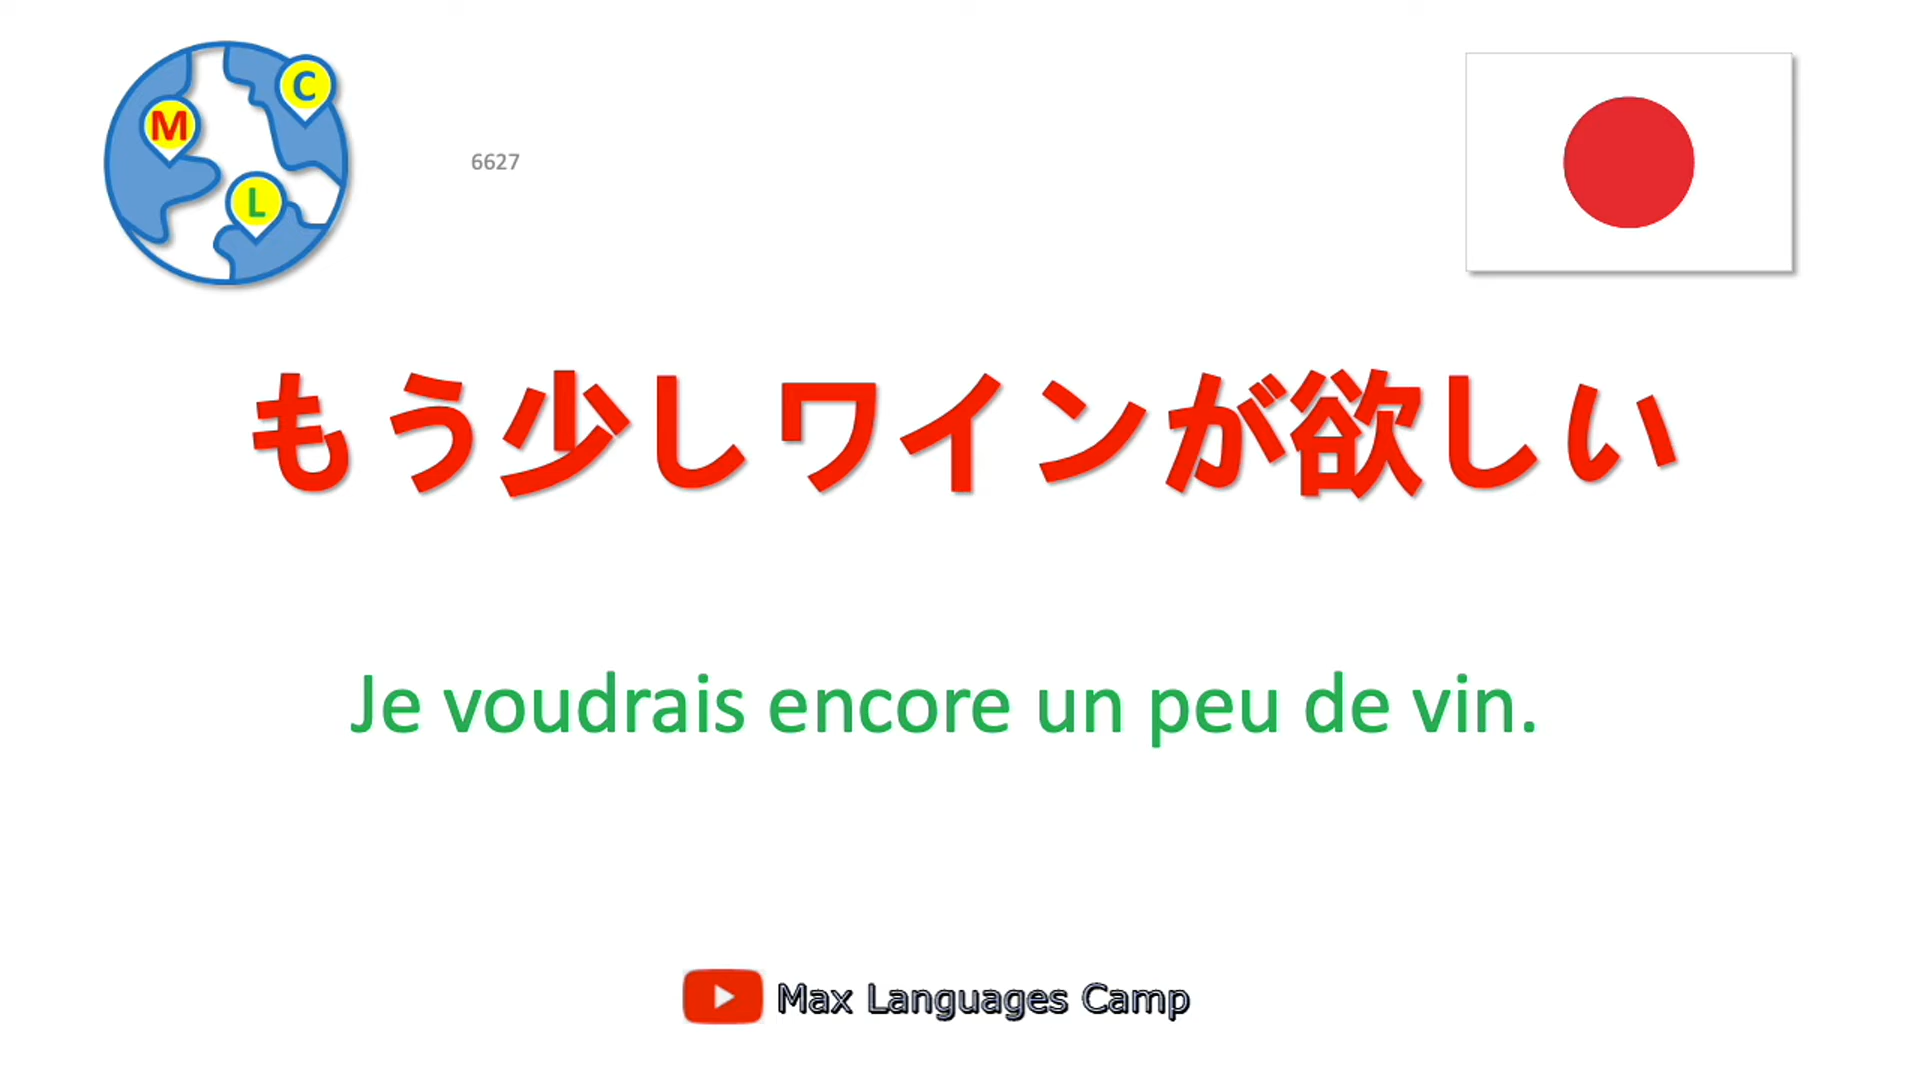 C
M
L
6627
もう少しワインが欲しい
Je voudrais encore un peu de vin.
Max Languages Camp